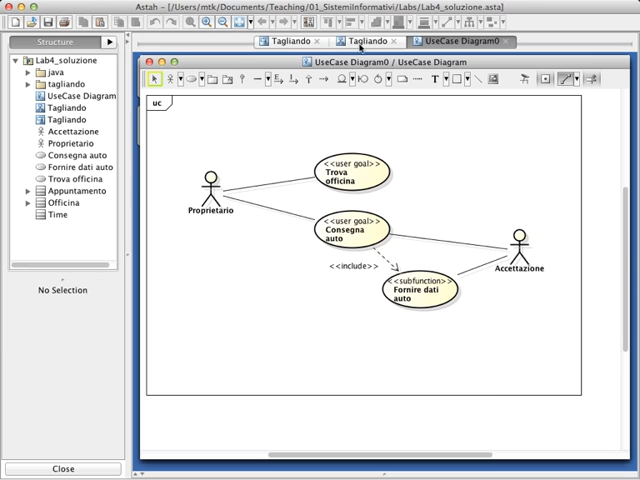 Astah - [/Users/mtk/Documents/Teaching/01_SistemiInformativi/Labs/Lab4_soluzione.asta]
Structure
Tagliando
Tagliando
UseCase Diagram0
Lab4_soluzione
java
tagliando
UseCase Diagram
Tagliando
Tagliando
Accettazione
Proprietario
Consegna auto
Fornire dati auto
Trova officina
Appuntamento
Officina
Time
No Selection
Close
UseCase Diagram0 / UseCase Diagram
T
uc
Proprietario
<<user goal>>
Trova
officina
<<user goal>>
Consegna
auto
<<include>>
<<subfunction>>
Fornire dati
auto
Accettazione